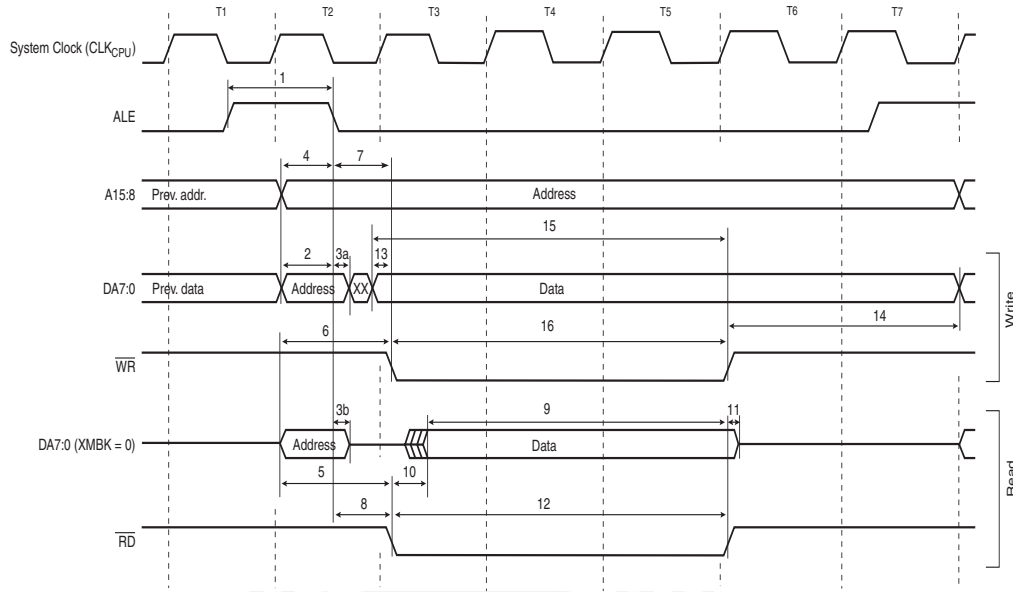 T1 T2 T3 T4 T5 T6 T7
System Clock (CLKCPU)
1
ALE
4 7
A15:8 Prev. addr. Address
15
2 3a 13
DA7:0 Prev. data Address XX Data
14
6 16
WR
Write
3b 9 11
DA7:0 (XMBK = 0) Address Data
5 10
8 12
RD
Read